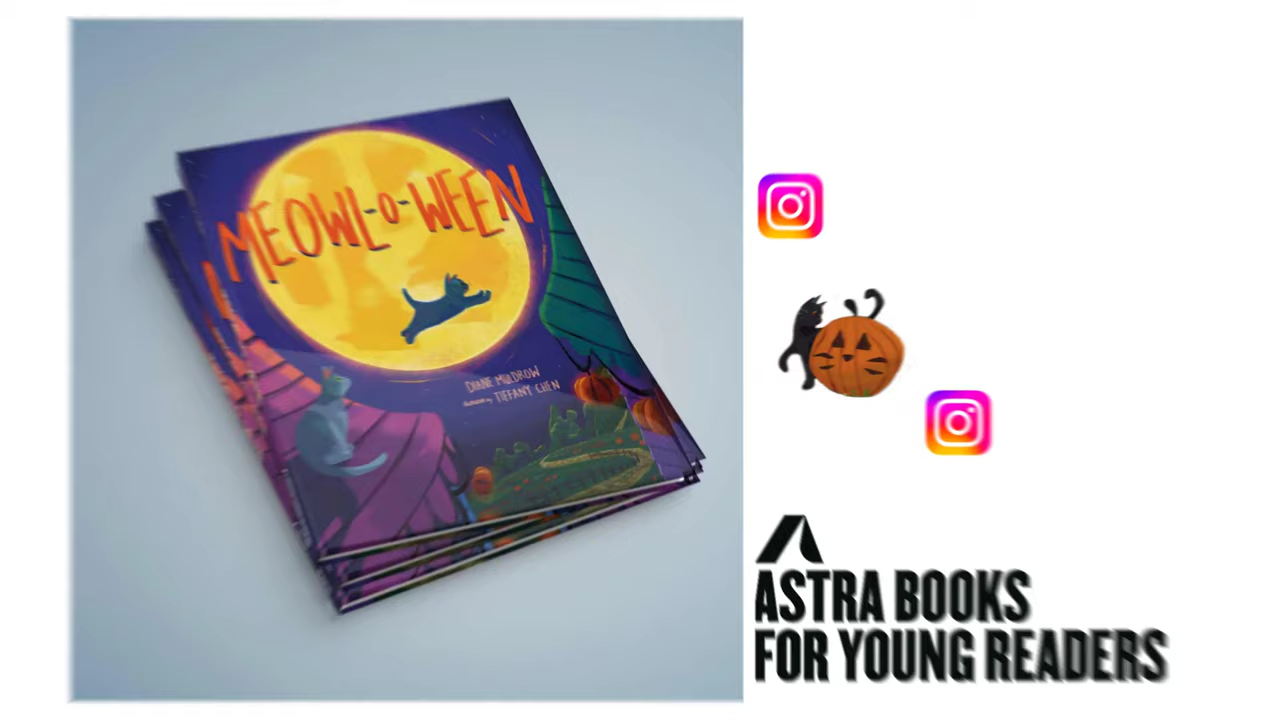 MEOWL-O-WEEN
DIANE MULDROW
TIFFANY CHEN
ASTRA BOOKS
FOR YOUNG READERS